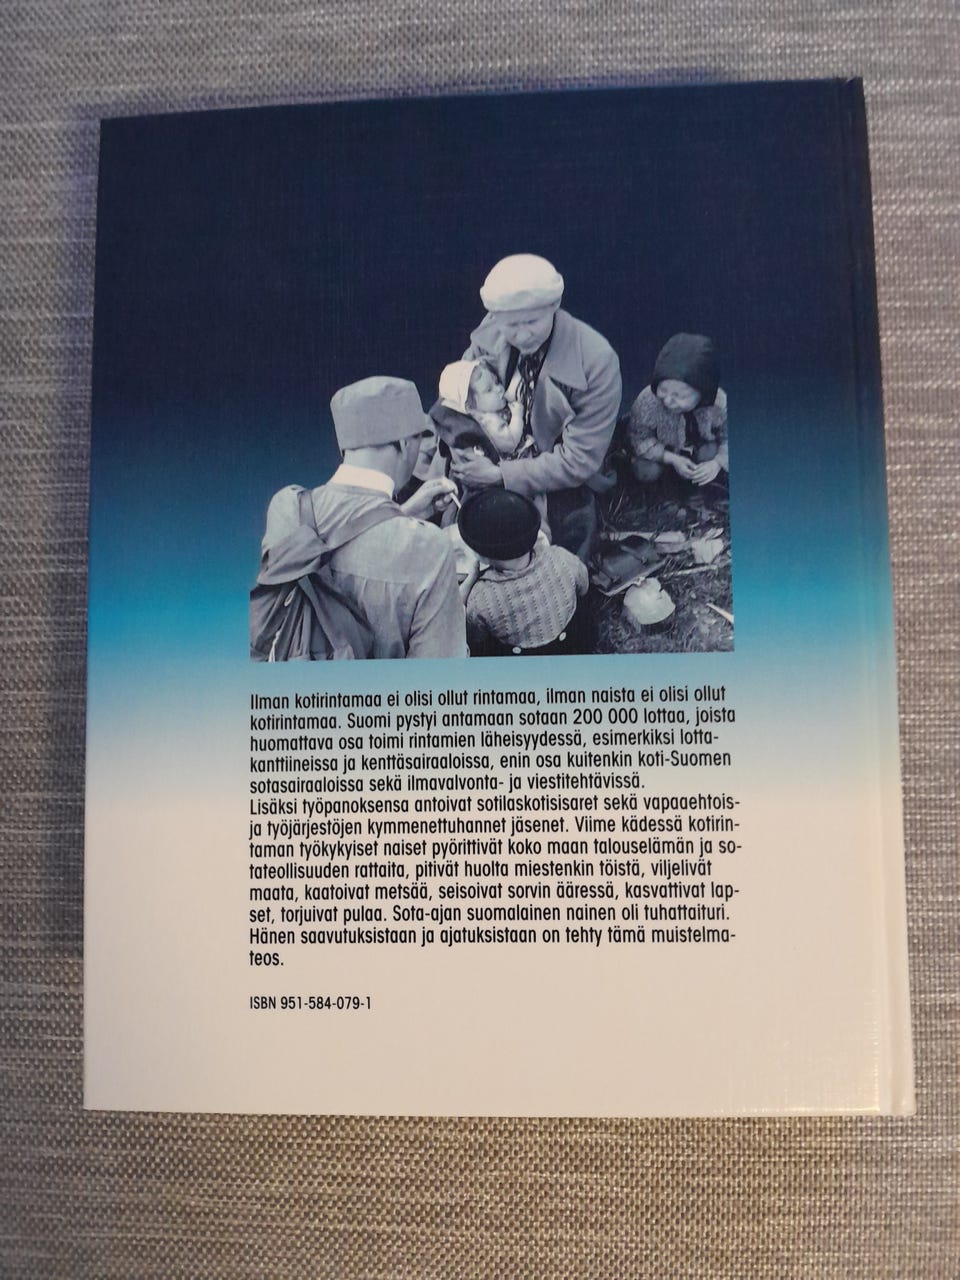 Ilman kotirintamaa ei olisi ollut rintamaa, ilman naista ei olisi ollut
kotirintamaa. Suomi pystyi antamaan sotaan 200 000 lottaa, joista
huomattava osa toimi rintamien läheisyydessä, esimerkiksi lotta-
kanttiineissa ja kenttäsairaaloissa, enin osa kuitenkin koti-Suomen
sotasairaaloissa sekä ilmavalvonta- ja viestitehtävissä.
Lisäksi työpanoksensa antoivat sotilaskotisisaret sekä vapaaehtois-
ja työjärjestöjen kymmenettuhannet jäsenet. Viime kädessä kotirin-
taman työkykyiset naiset pyörittivät koko maan talouselämän ja so-
tateollisuuden rattaita, pitivät huolta miestenkin töistä, viljelivät
maata, kaatoivat metsää, seisoivat sorvin ääressä, kasvattivat lap-
set, torjuivat pulaa. Sota-ajan suomalainen nainen oli tuhattaituri.
Hänen saavutuksistaan ja ajatuksistaan on tehty tämä muistelma-
teos.
ISBN 951-584-079-1